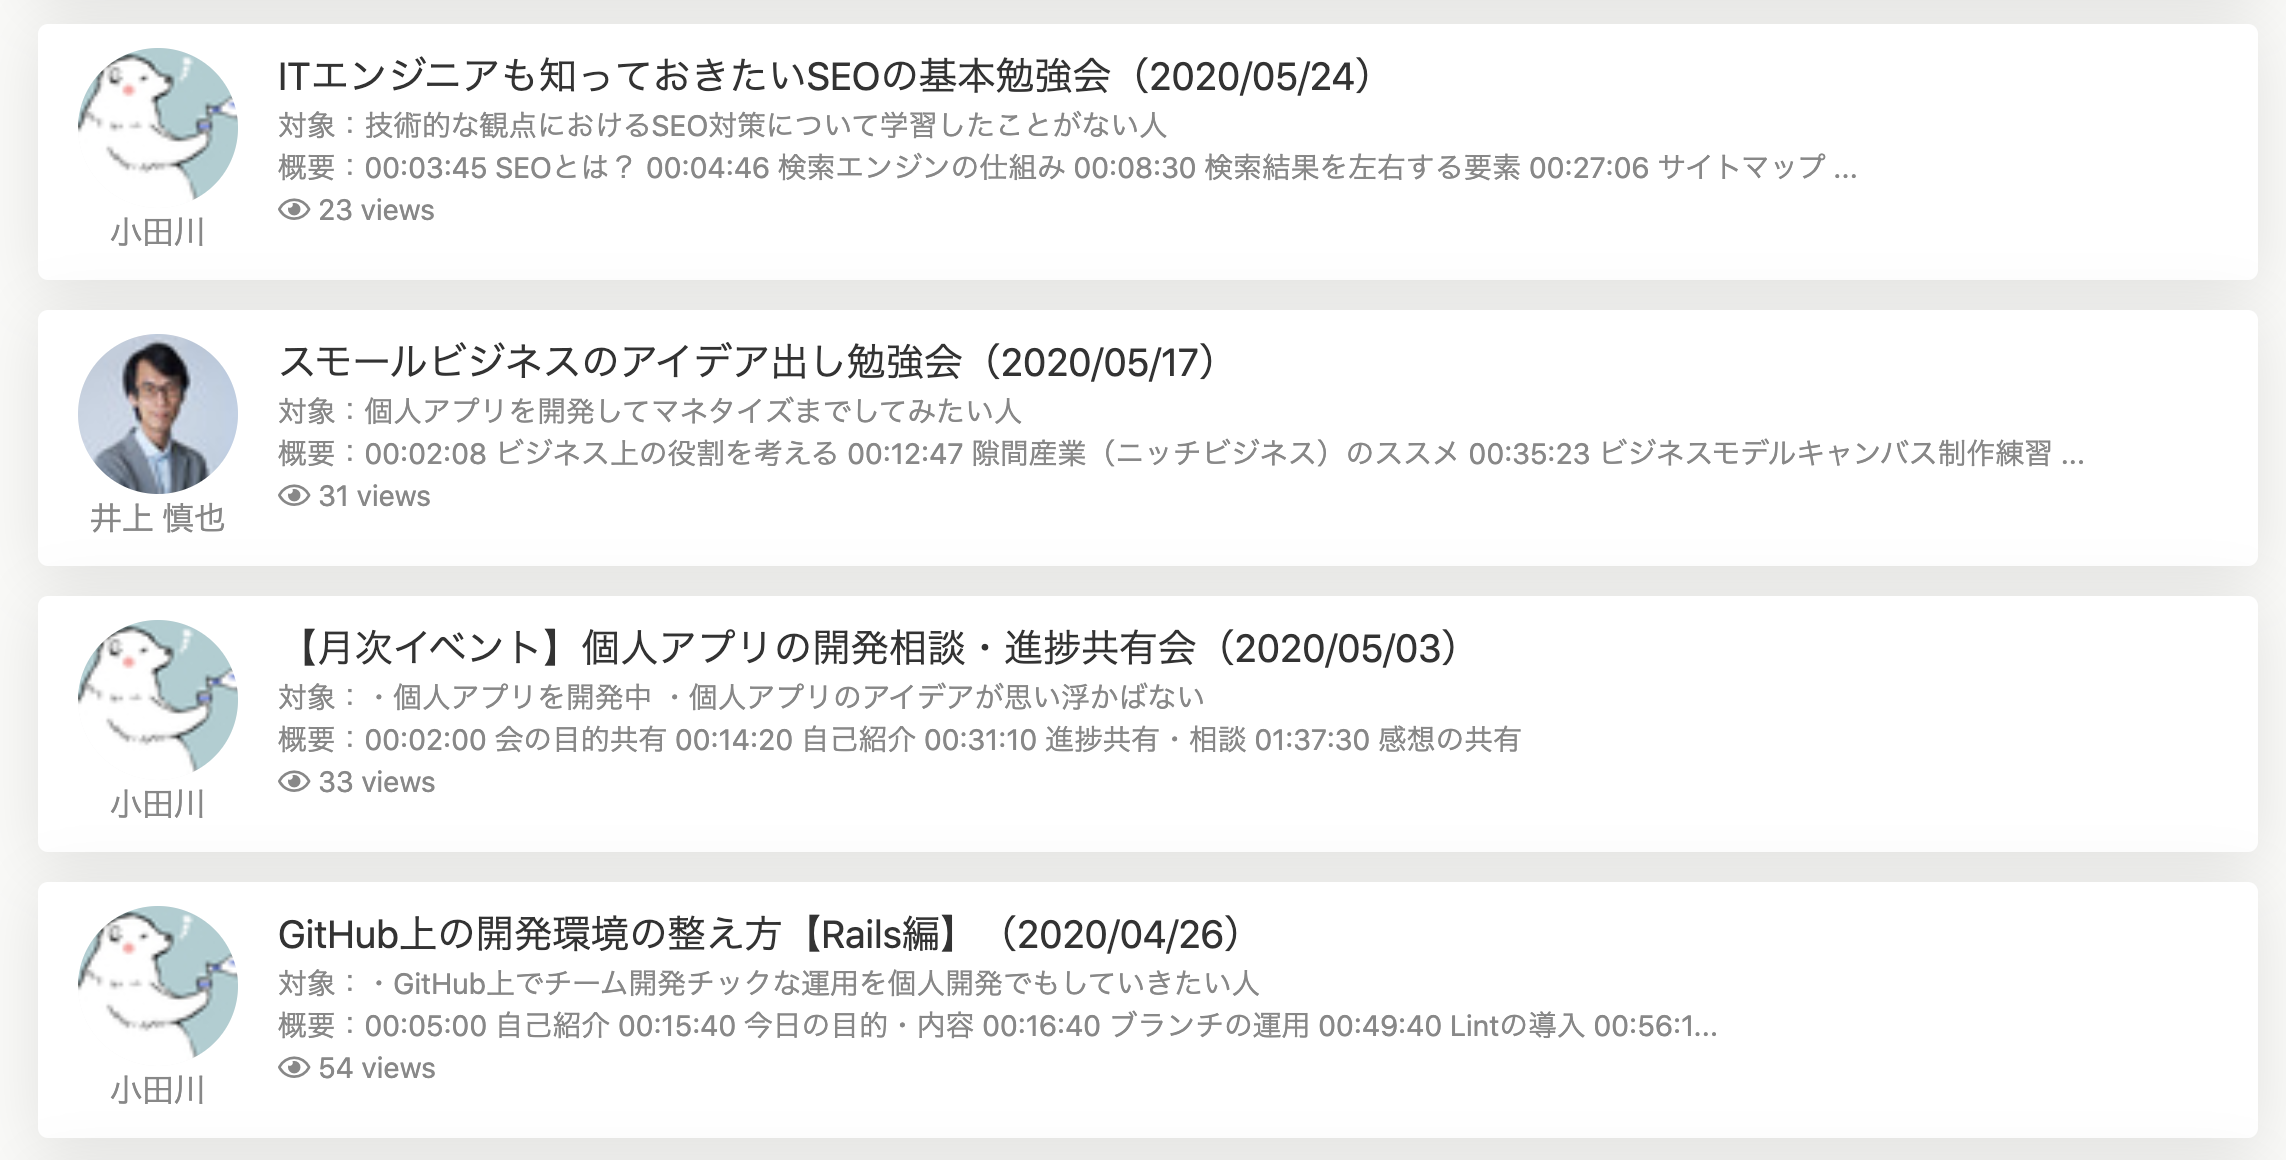 ITエンジニアも知っておきたいSEOの基本勉強会（2020/05/24）
対象：技術的な観点におけるSEO対策について学習したことがない人
概要：00:03:45 SEOとは？ 00:04:46 検索エンジンの仕組み 00:08:30 検索結果を左右する要素 00:27:06 サイトマップ ...
23 views
小田川
スモールビジネスのアイデア出し勉強会（2020/05/17）
対象：個人アプリを開発してマネタイズまでしてみたい人
概要：00:02:08 ビジネス上の役割を考える 00:12:47 隙間産業（ニッチビジネス）のススメ 00:35:23 ビジネスモデルキャンバス制作練習 ...
31 views
井上 慎也
【月次イベント】個人アプリの開発相談・進捗共有会（2020/05/03）
対象：・個人アプリを開発中 ・個人アプリのアイデアが思い浮かばない
概要：00:02:00 会の目的共有 00:14:20 自己紹介 00:31:10 進捗共有・相談 01:37:30 感想の共有
33 views
小田川
GitHub上の開発環境の整え方【Rails編】（2020/04/26）
対象：・GitHub上でチーム開発チックな運用を個人開発でもしていきたい人
概要：00:05:00 自己紹介 00:15:40 今日の目的・内容 00:16:40 ブランチの運用 00:49:40 Lintの導入 00:56:1...
54 views
小田川